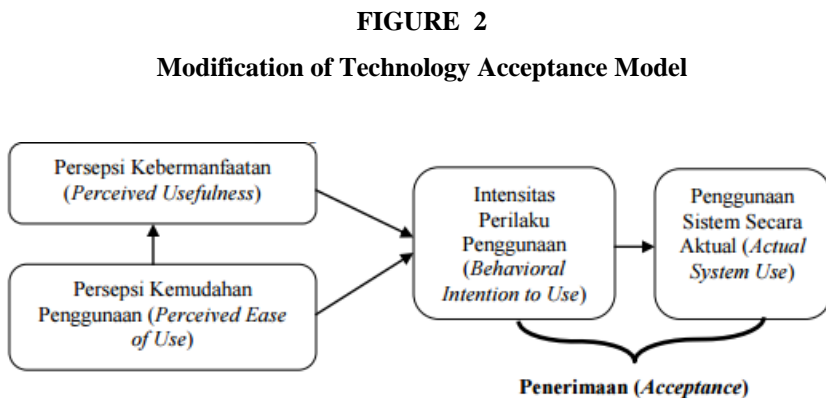 FIGURE 2
Modification of Technology Acceptance Model
Persepsi Kebermanfaatan
(Perceived Usefulness)
Persepsi Kemudahan
Penggunaan (Perceived Ease
of Use)
Intensitas
Perilaku
Penggunaan
(Behavioral
Intention to Use)
Penggunaan
Sistem Secara
Aktual (Actual
System Use)
Penerimaan (Acceptance)